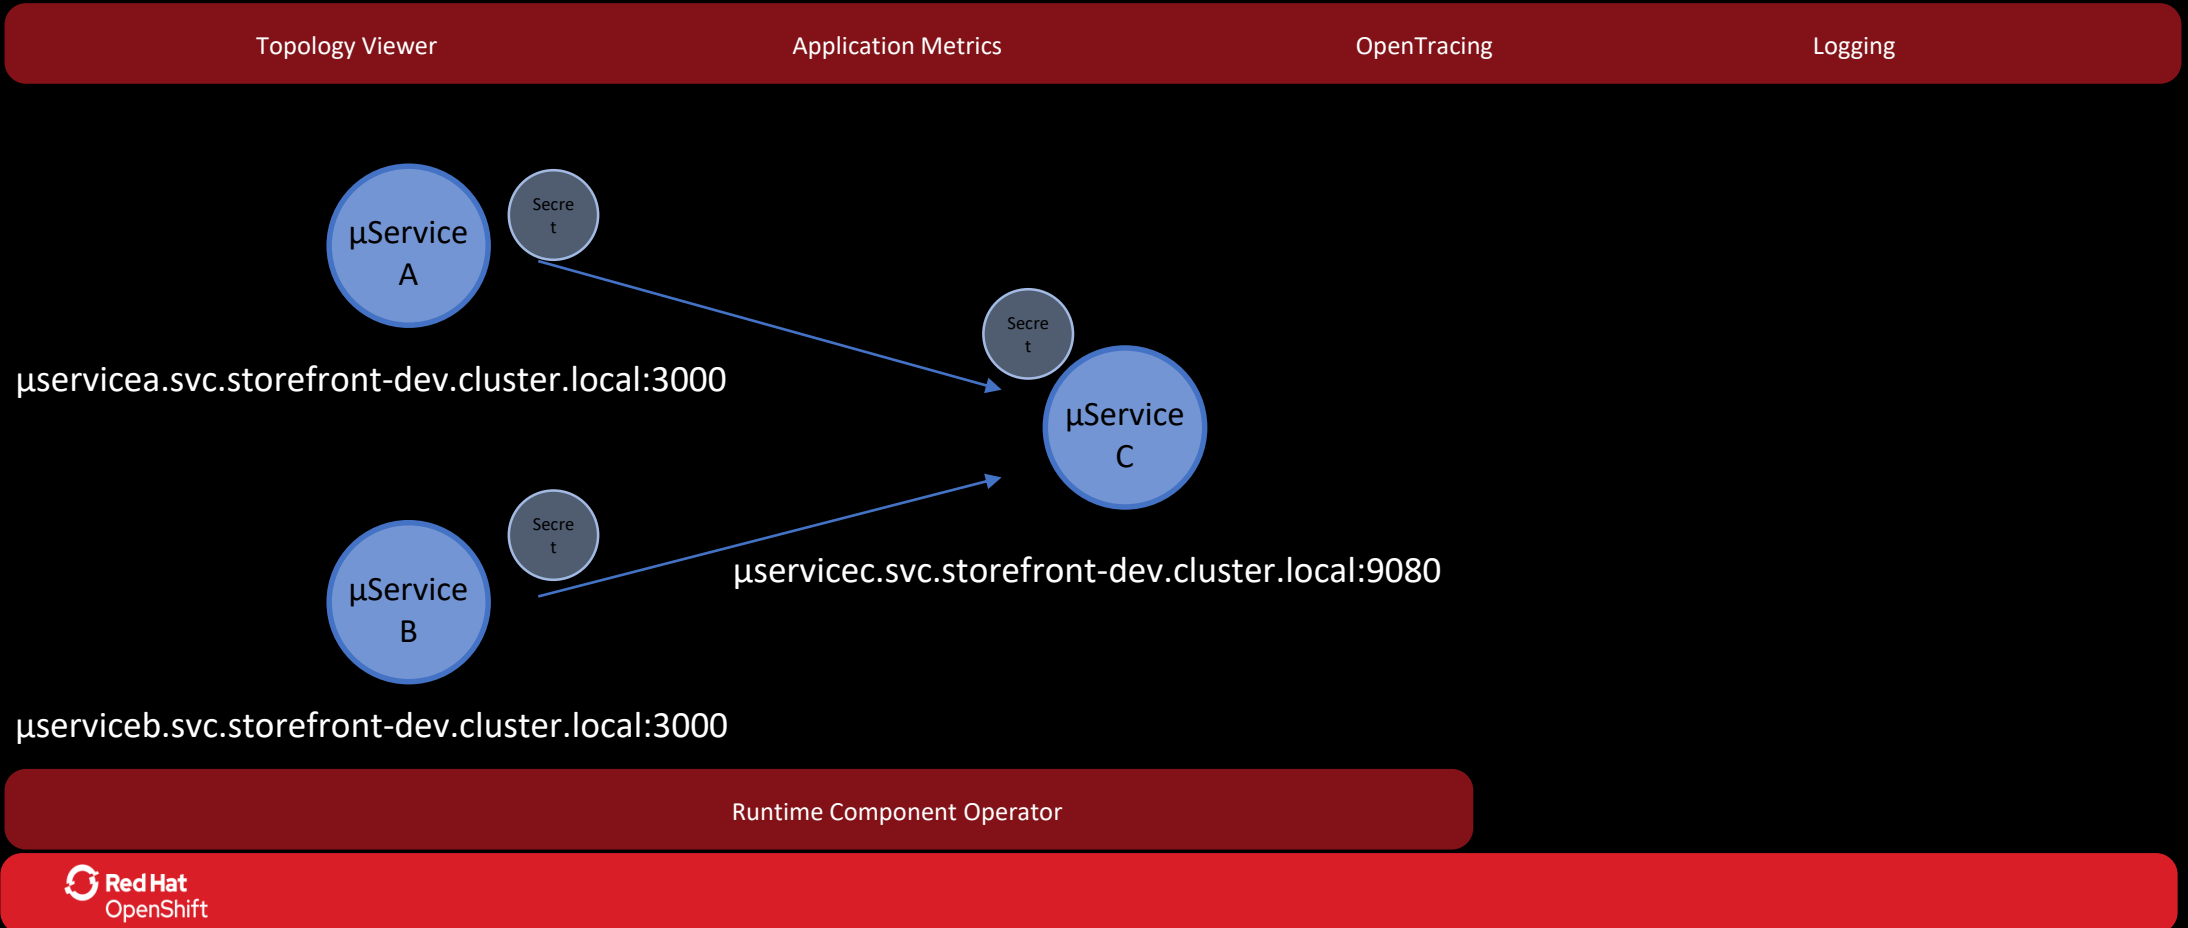 Topology Viewer Application Metrics OpenTracing Logging
µService
A
Secre
t
µservicea.svc.storefront-dev.cluster.local:3000
Secre
t
µService
C
µservicec.svc.storefront-dev.cluster.local:9080
Secre
t
µService
B
µserviceb.svc.storefront-dev.cluster.local:3000
Runtime Component Operator
Red Hat
OpenShift